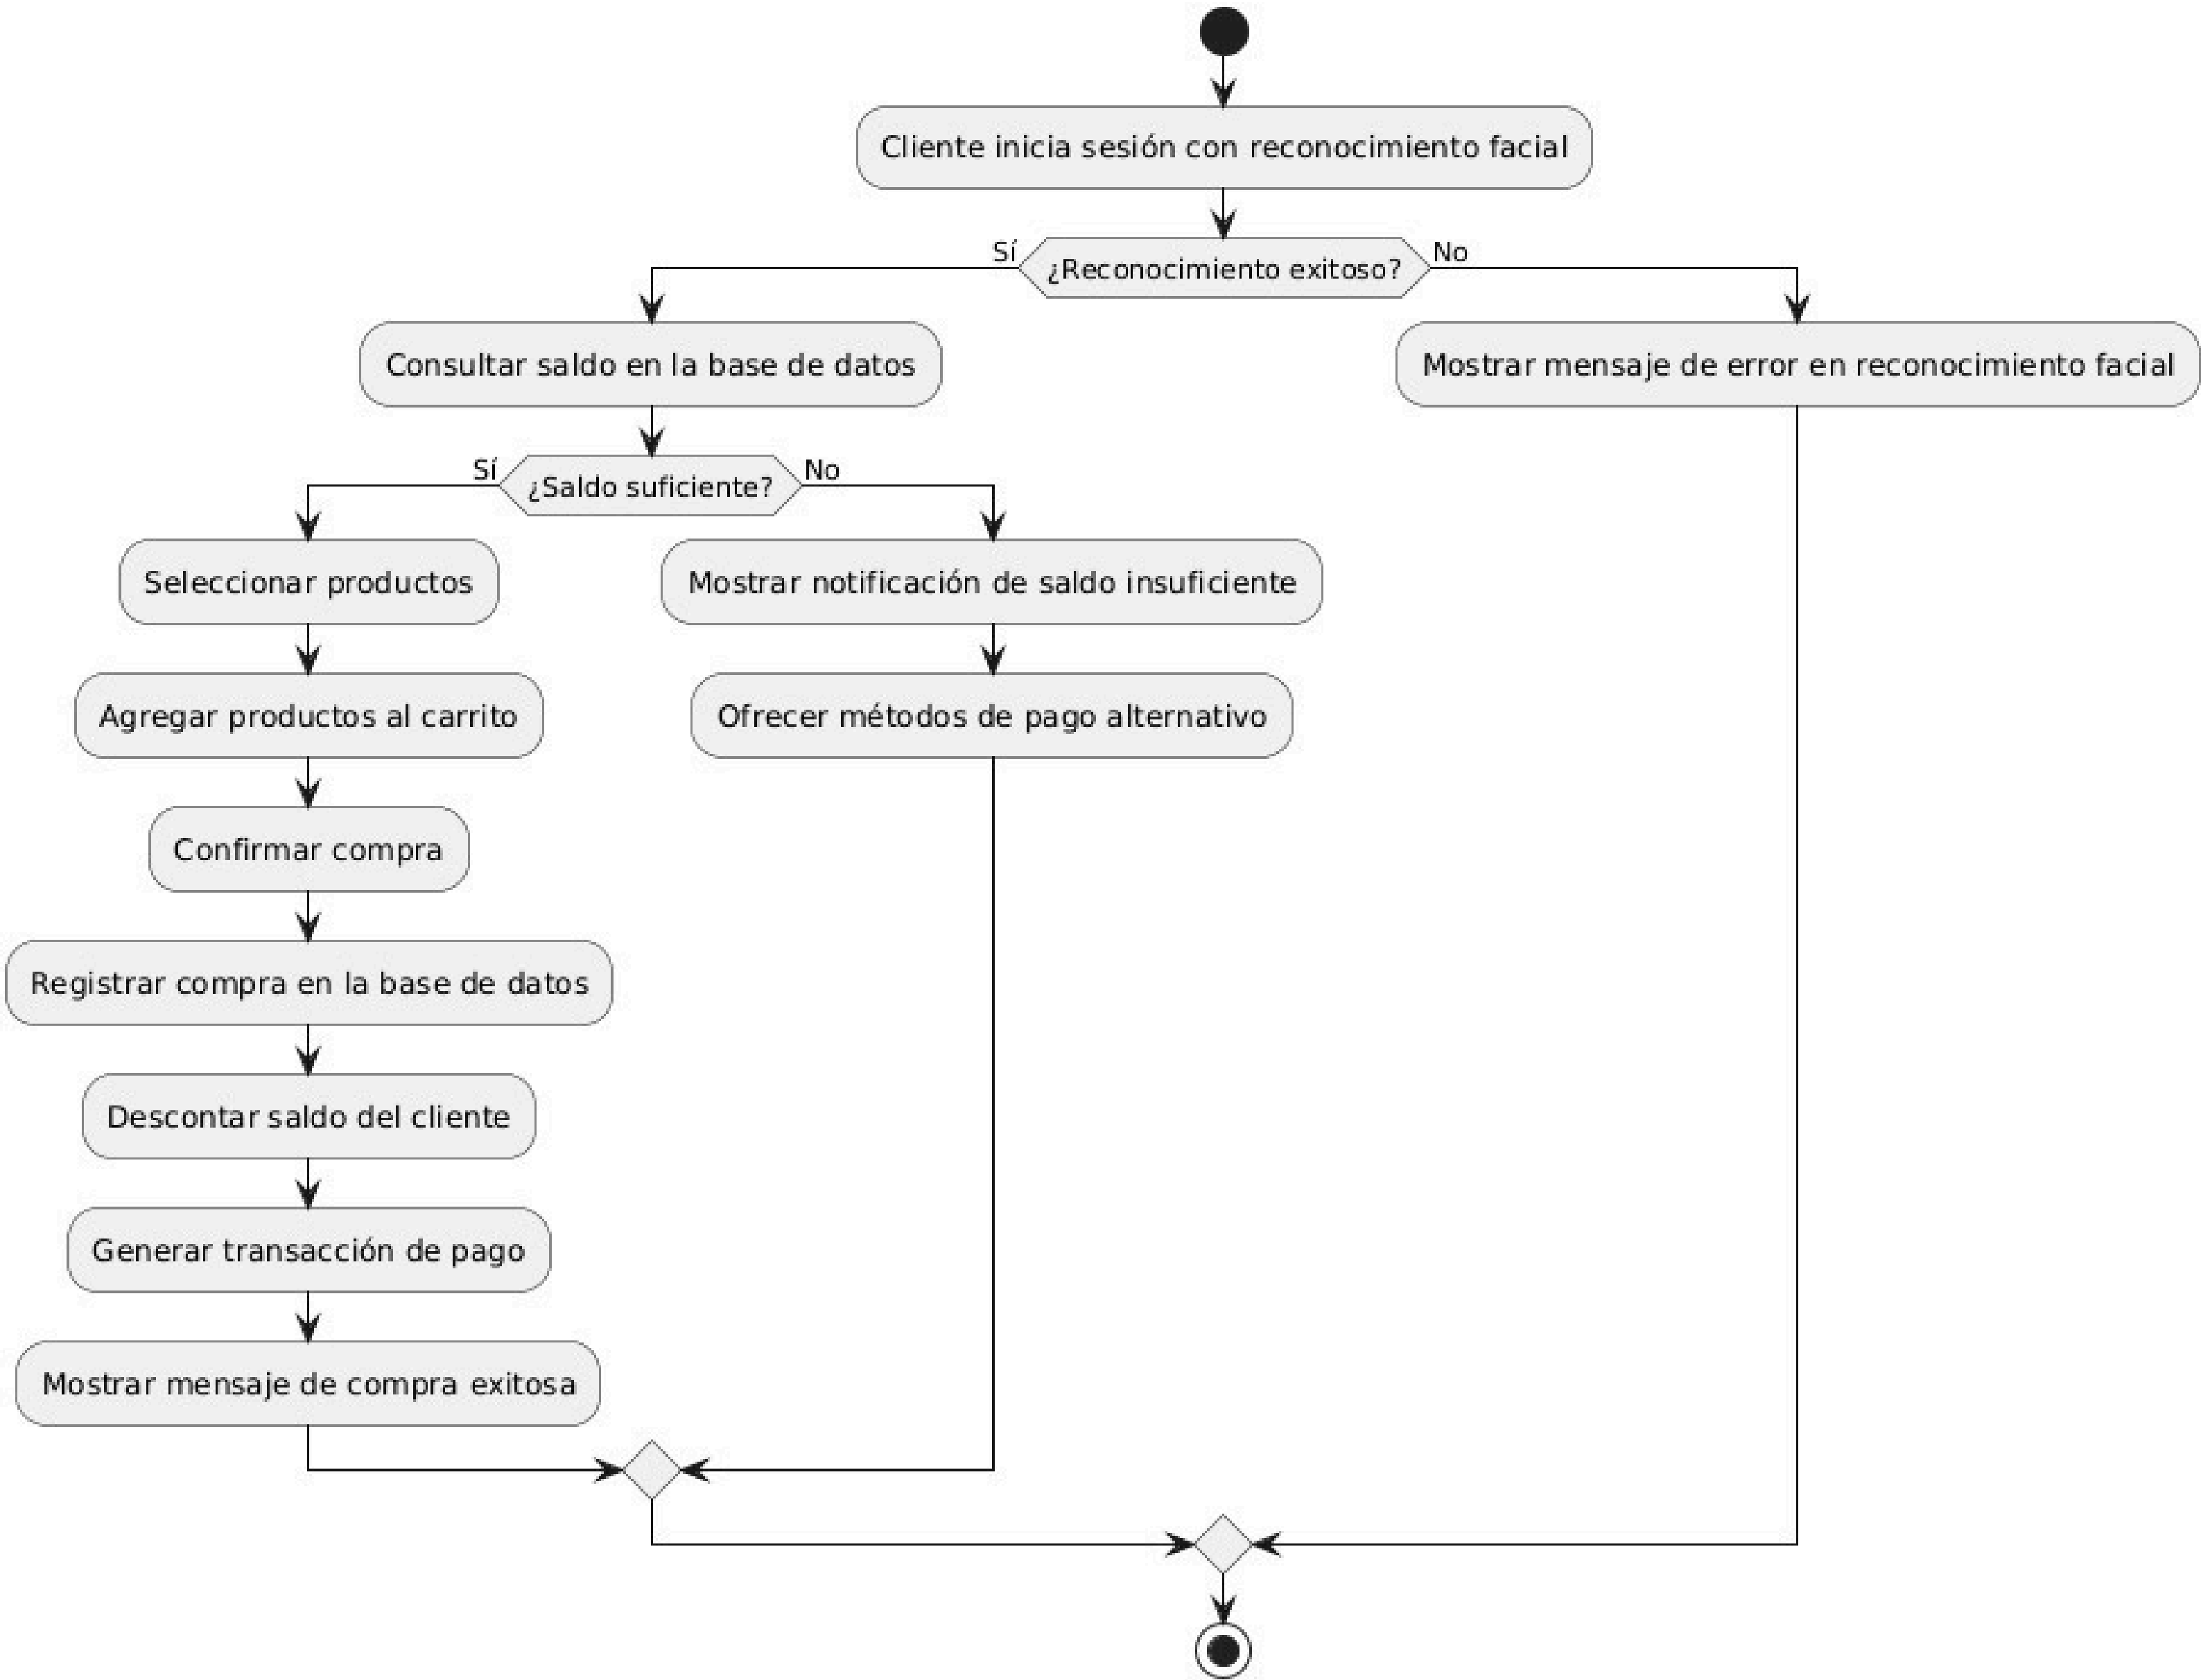 Cliente inicia sesión con reconocimiento facial
Sí
¿Reconocimiento exitoso?
No
Consultar saldo en la base de datos
Mostrar mensaje de error en reconocimiento facial
Sí
¿Saldo suficiente?
No
Seleccionar productos
Mostrar notificación de saldo insuficiente
Agregar productos al carrito
Ofrecer métodos de pago alternativo
Confirmar compra
Registrar compra en la base de datos
Descontar saldo del cliente
Generar transacción de pago
Mostrar mensaje de compra exitosa